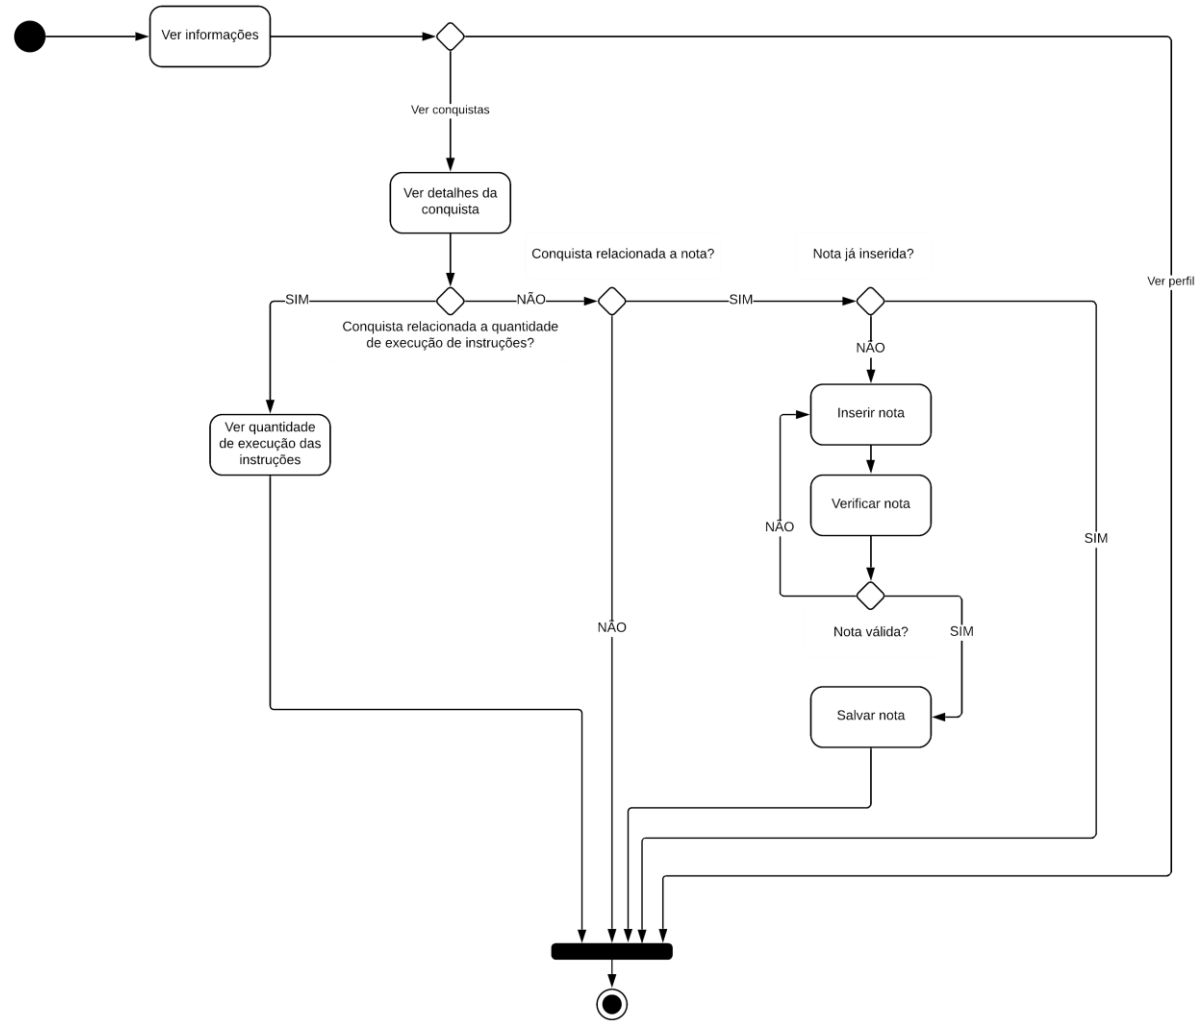 Ver informações
Ver conquistas
Ver detalhes da
conquista
Conquista relacionada a nota?
Nota já inserida?
Ver perfil
SIM
NÃO
SIM
Conquista relacionada a quantidade
de execução de instruções?
NÃO
Inserir nota
Ver quantidade
de execução das
instruções
Verificar nota
NÃO
SIM
NÃO
Nota válida?
SIM
Salvar nota